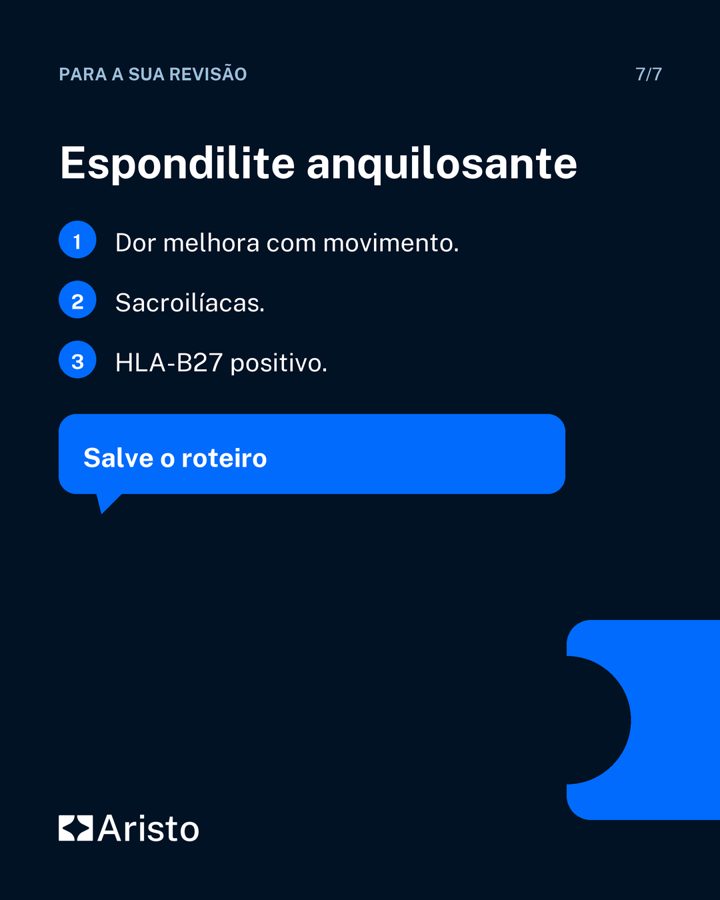 PARA A SUA REVISÃO
7/7
Espondilite anquilosante
1 Dor melhora com movimento.
2 Sacroilíacas.
3 HLA-B27 positivo.
Salve o roteiro
Aristo